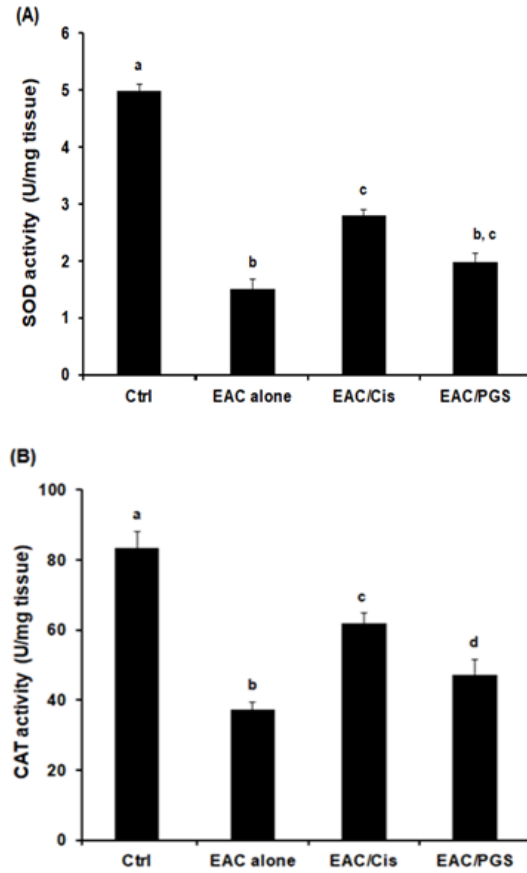 (A)
SOD activity (U/mg tissue)
6
5
4
3
2
1
0
a
b
c
b, c
Ctrl EAC alone EAC/Cis EAC/PGS
(B)
CAT activity (U/mg tissue)
100
80
60
40
20
0
a
b
c
d
Ctrl EAC alone EAC/Cis EAC/PGS